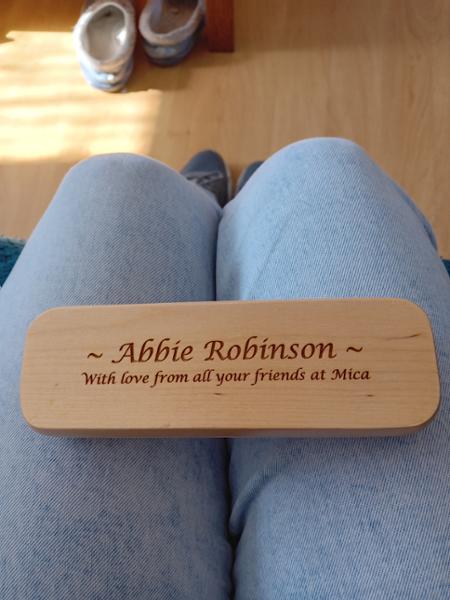 ~ Abbie Robinson ~
With love from all your friends at Mica